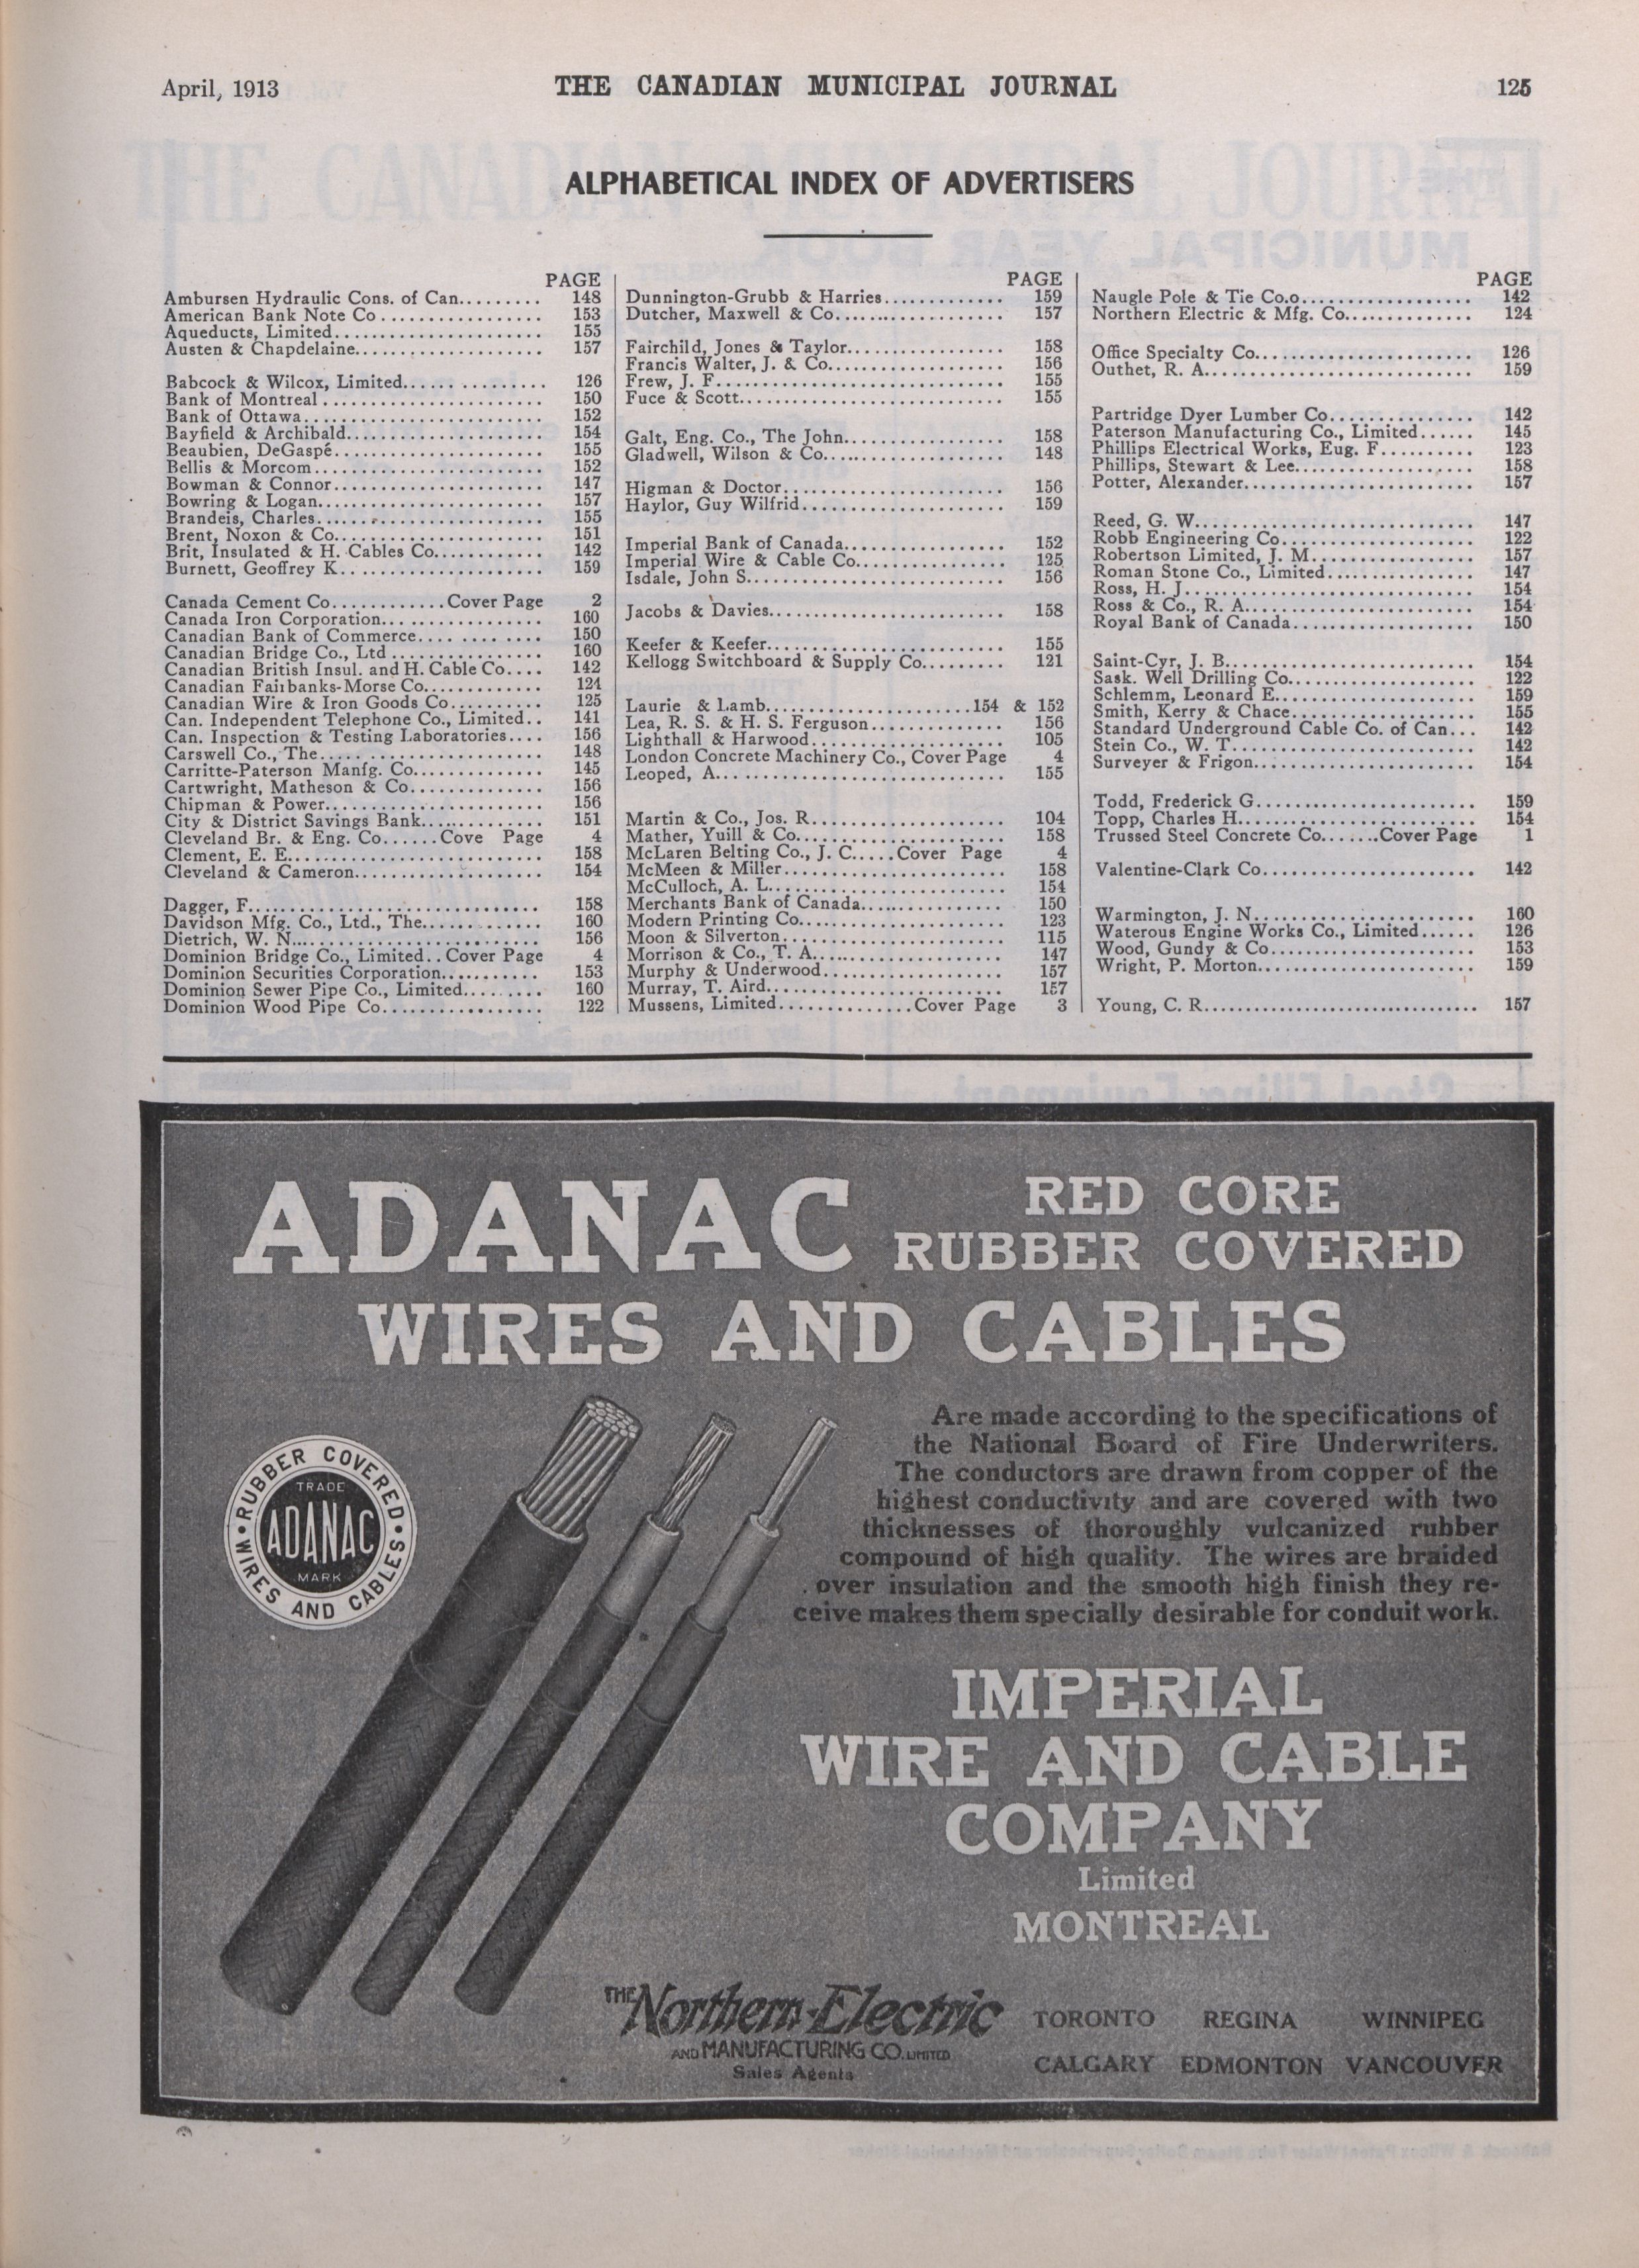 April, 1913 THE CANADIAN MUNICIPAL JOURNAL 125
ALPHABETICAL INDEX OF ADVERTISERS
PAGE
Ambursen Hydraulic Cons. of Can......... 148
American Bank Note Co................. 153
Aqueducts, Limited...................... 155
Austen & Chapdelaine.................... 157
Babcock & Wilcox, Limited............... 126
Bank of Montreal........................ 150
Bank of Ottawa.......................... 152
Bayfield & Archibald..................... 154
Beaubien, DeGaspé...................... 155
Bellis & Morcom........................ 152
Bowman & Connor...................... 147
Bowring & Logan........................ 157
Brandeis, Charles........................ 155
Brent, Noxon & Co...................... 151
Brit, Insulated & H. Cables Co............ 142
Burnett, Geoffrey K...................... 159
Canada Cement Co............Cover Page 2
Canada Iron Corporation................. 160
Canadian Bank of Commerce............. 150
Canadian Bridge Co., Ltd................ 160
Canadian British Insul. and H. Cable Co.... 142
Canadian Fairbanks-Morse Co............. 124
Canadian Wire & Iron Goods Co.......... 125
Can. Independent Telephone Co., Limited.. 141
Can. Inspection & Testing Laboratories.... 156
Carswell Co., The........................ 148
Carritte-Paterson Manfg. Co.............. 145
Cartwright, Matheson & Co............... 156
Chipman & Power....................... 156
City & District Savings Bank............. 151
Cleveland Br. & Eng. Co......Cove Page 4
Clement, E. E........................... 158
Cleveland & Cameron.................... 154
Dagger, F............................... 158
Davidson Mfg. Co., Ltd., The............ 160
Dietrich, W. N.......................... 156
Dominion Bridge Co., Limited..Cover Page 4
Dominion Securities Corporation........... 153
Dominion Sewer Pipe Co., Limited......... 160
Dominion Wood Pipe Co................. 122
PAGE
Dunnington-Grubb & Harries............. 159
Dutcher, Maxwell & Co.................. 157
Fairchild, Jones & Taylor................. 158
Francis Walter, J. & Co.................. 156
Frew, J. F.............................. 155
Fuce & Scott............................ 155
Galt, Eng. Co., The John................. 158
Gladwell, Wilson & Co................... 148
Higman & Doctor....................... 156
Haylor, Guy Wilfrid..................... 159
Imperial Bank of Canada................. 152
Imperial Wire & Cable Co................ 125
Isdale, John S........................... 156
Jacobs & Davies......................... 158
Keefer & Keefer......................... 155
Kellogg Switchboard & Supply Co......... 121
Laurie & Lamb......................154 & 152
Lea, R. S. & H. S. Ferguson.............. 156
Lighthall & Harwood.................... 105
London Concrete Machinery Co., Cover Page 4
Leoped, A.............................. 155
Martin & Co., Jos. R..................... 104
Mather, Yuill & Co...................... 158
McLaren Belting Co., J. C.....Cover Page 4
McMeen & Miller....................... 158
McCulloch, A. L........................ 154
Merchants Bank of Canada............... 150
Modern Printing Co..................... 123
Moon & Silverton....................... 115
Morrison & Co., T. A.................... 147
Murphy & Underwood................... 157
Murray, T. Aird......................... 157
Mussens, Limited..............Cover Page 3
PAGE
Naugle Pole & Tie Co.o.................. 142
Northern Electric & Mfg. Co............. 124
Office Specialty Co...................... 126
Outhet, R. A........................... 159
Partridge Dyer Lumber Co............... 142
Paterson Manufacturing Co., Limited...... 145
Phillips Electrical Works, Eug. F.......... 123
Phillips, Stewart & Lee.................. 158
Potter, Alexander........................ 157
Reed, G. W............................ 147
Robb Engineering Co.................... 122
Robertson Limited, J. M................. 157
Roman Stone Co., Limited................ 147
Ross, H. J............................. 154
Ross & Co., R. A........................ 154
Royal Bank of Canada................... 150
Saint-Cyr, J. B.......................... 154
Sask. Well Drilling Co................... 122
Schlemm, Leonard E..................... 159
Smith, Kerry & Chace................... 155
Standard Underground Cable Co. of Can... 142
Stein Co., W. T......................... 142
Surveyer & Frigon....................... 154
Todd, Frederick G....................... 159
Topp, Charles H........................ 154
Trussed Steel Concrete Co.......Cover Page 1
Valentine-Clark Co...................... 142
Warmington, J. N....................... 160
Waterous Engine Works Co., Limited...... 126
Wood, Gundy & Co..................... 153
Wright, P. Morton....................... 159
Young, C. R............................ 157
ADANAC RED CORE
RUBBER COVERED
WIRES AND CABLES
RUBBER COVERED
TRADE
ADANAC
MARK
WIRES AND CABLES
Are made according to the specifications of
the National Board of Fire Underwriters.
The conductors are drawn from copper of the
highest conductivity and are covered with two
thicknesses of thoroughly vulcanized rubber
compound of high quality. The wires are braided
over insulation and the smooth high finish they re-
ceive makes them specially desirable for conduit work.
IMPERIAL
WIRE AND CABLE
COMPANY
Limited
MONTREAL
THE Northern Electric
AND MANUFACTURING CO. LIMITED
Sales Agents
TORONTO REGINA WINNIPEG
CALGARY EDMONTON VANCOUVER